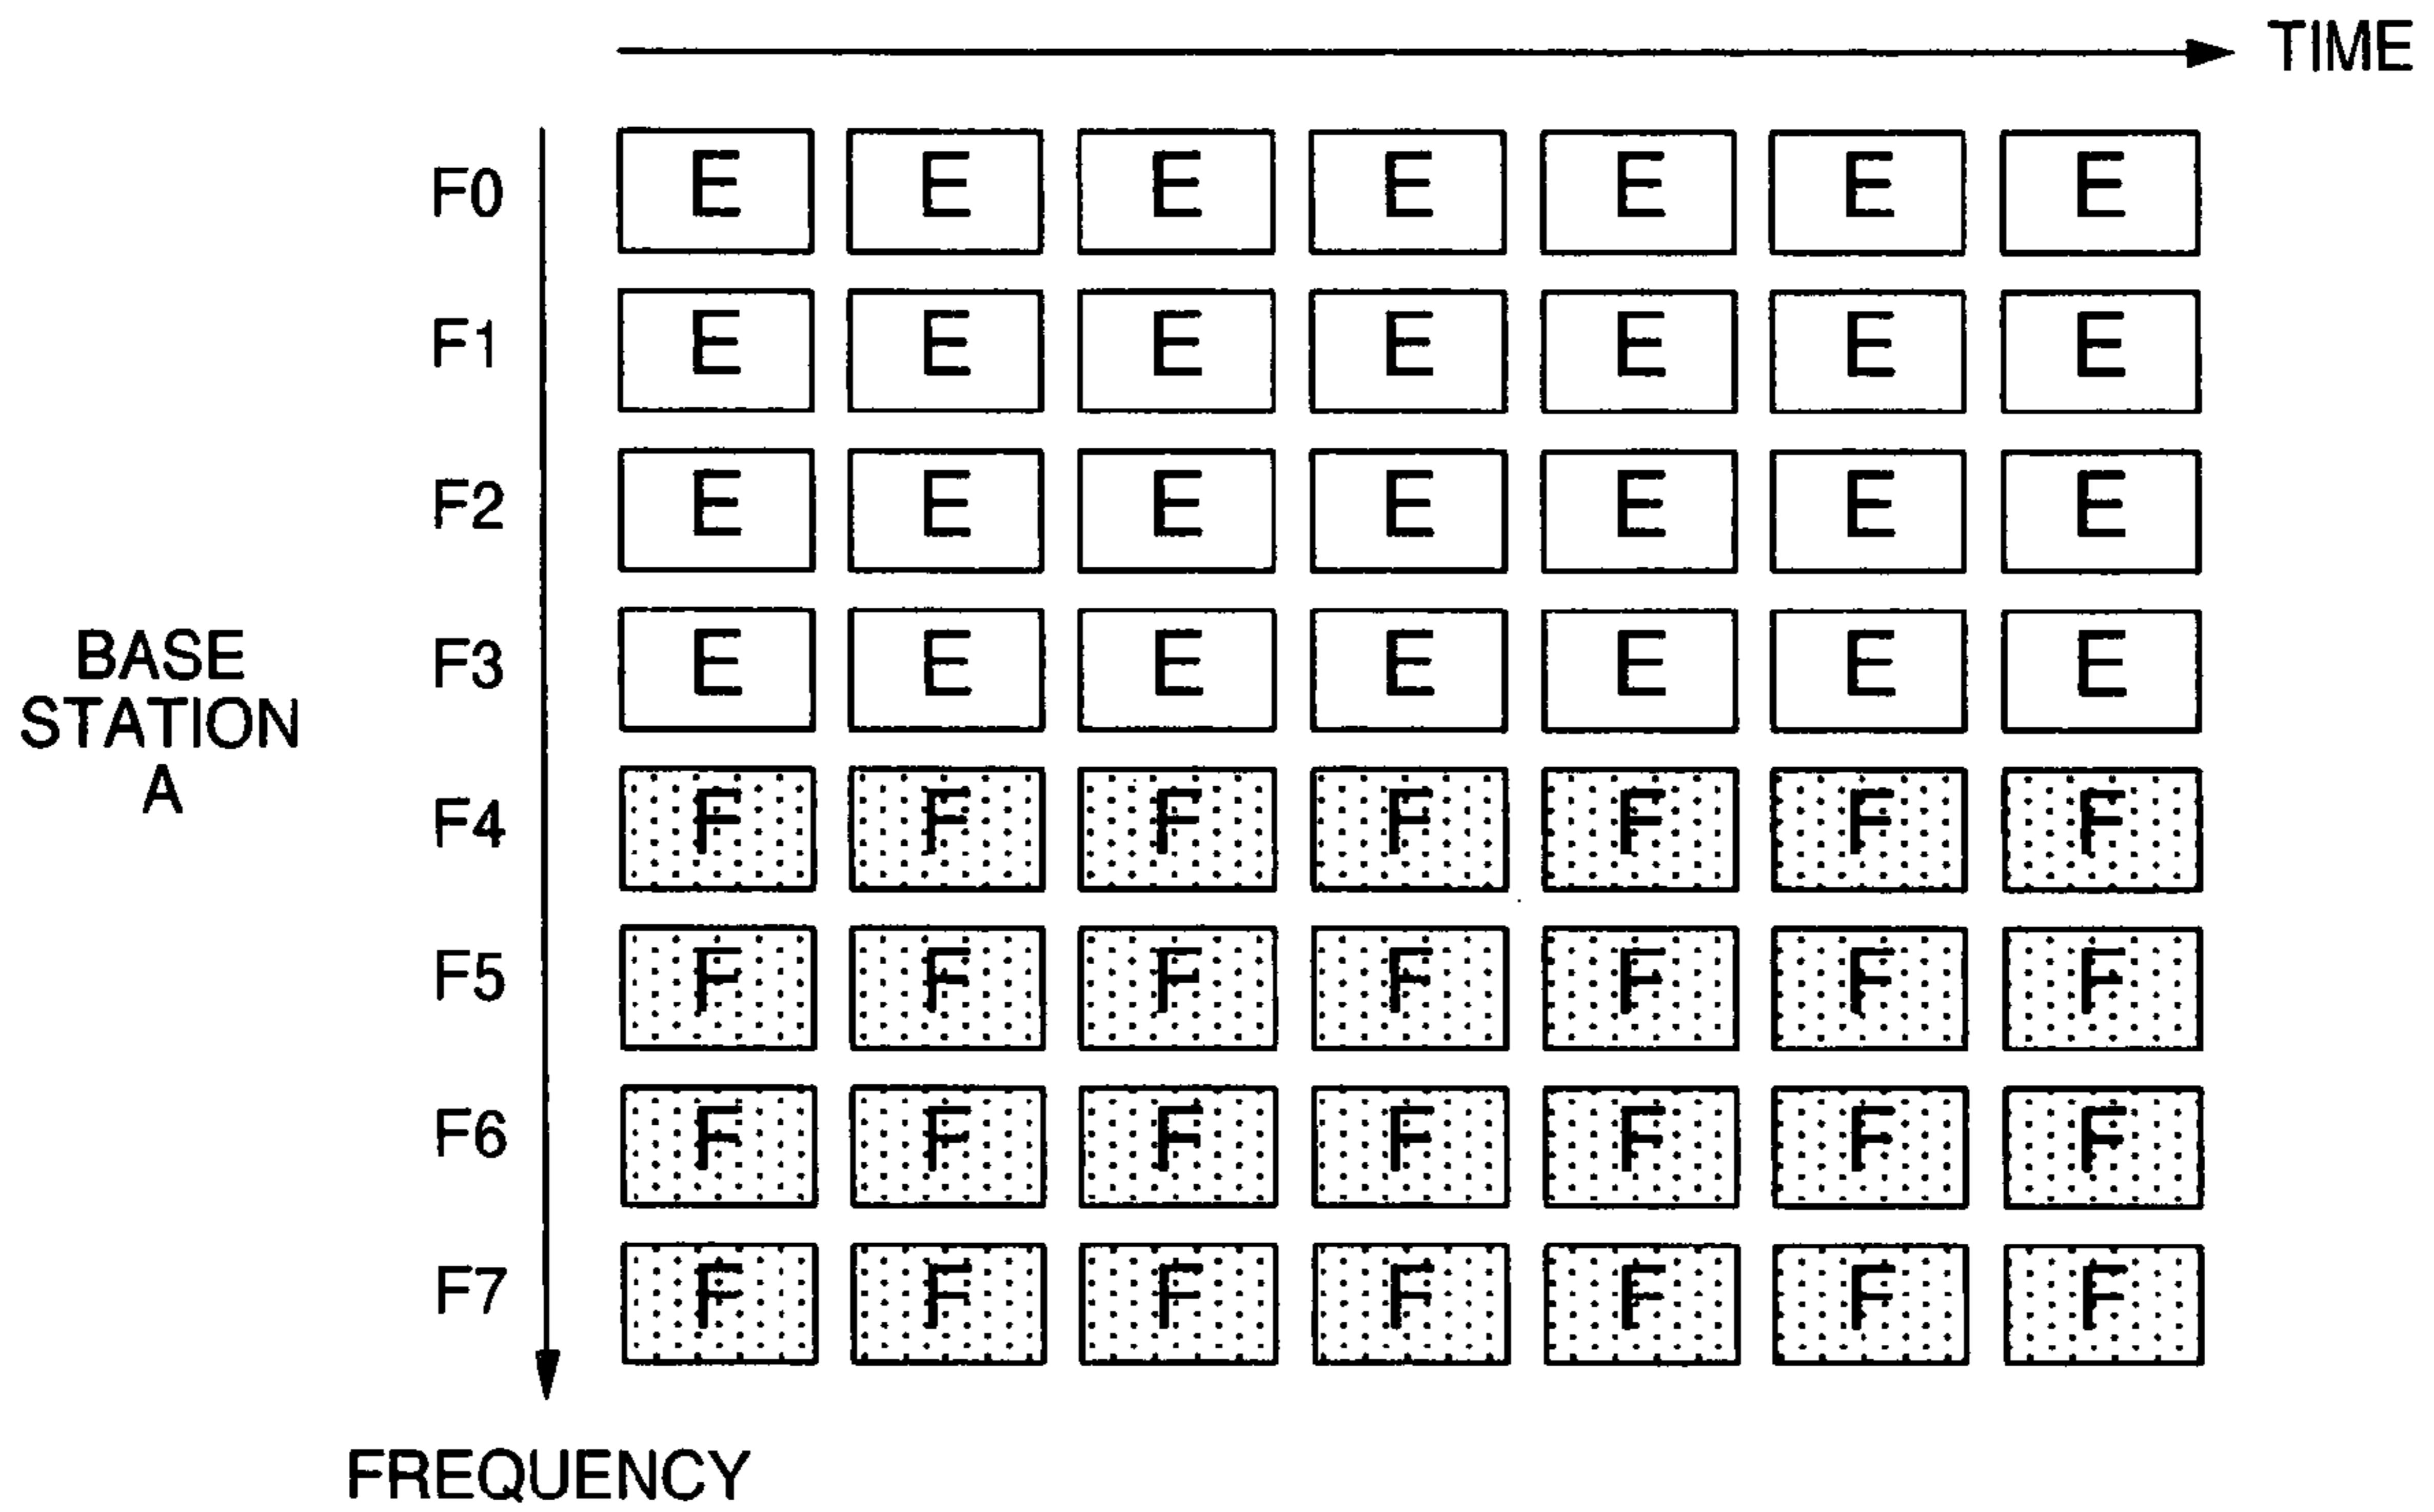 TIME
F0 E E E E E E E
F1 E E E E E E E
F2 E E E E E E E
F3 E E E E E E E
BASE
STATION
A
F4 F F F F F F F
F5 F F F F F F F
F6 F F F F F F F
F7 F F F F F F F
FREQUENCY